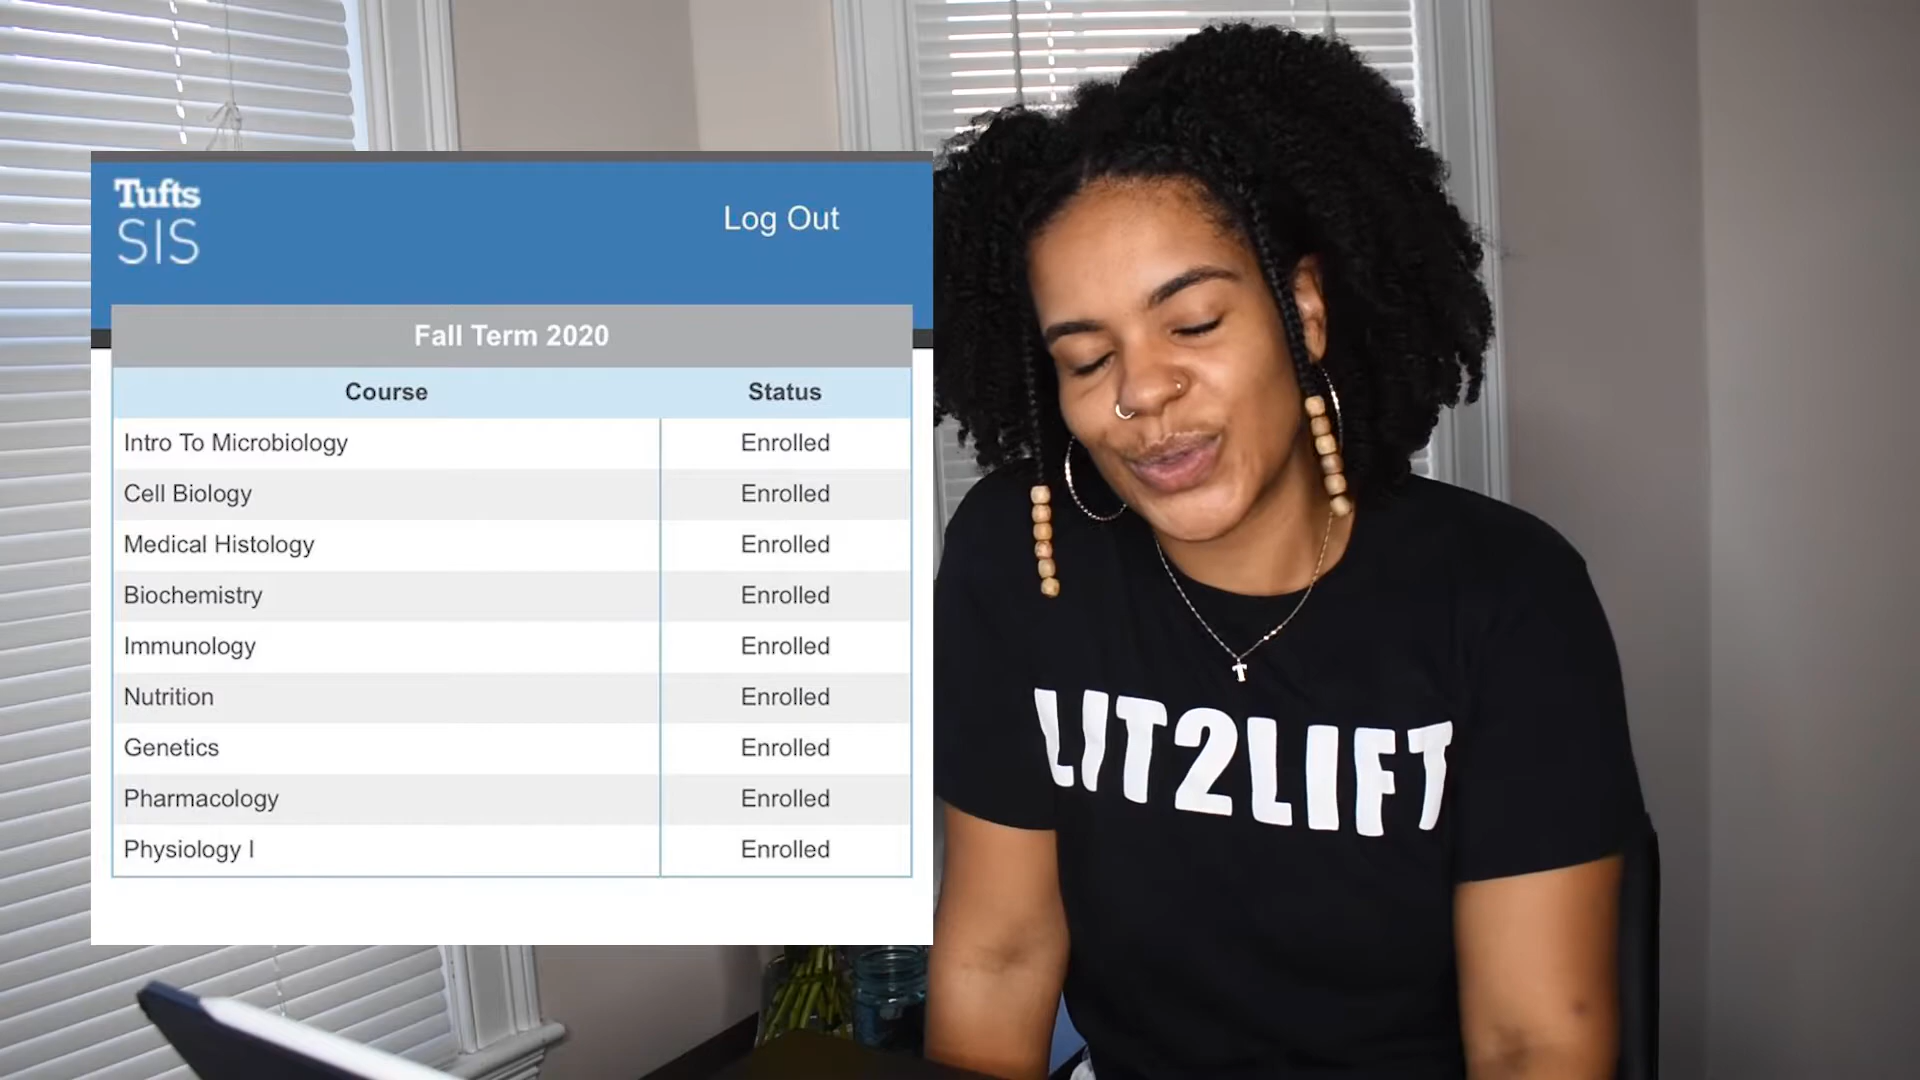 Tufts
SIS
Log Out
Fall Term 2020
Course Status
Intro To Microbiology Enrolled
Cell Biology Enrolled
Medical Histology Enrolled
Biochemistry Enrolled
Immunology Enrolled
Nutrition Enrolled
Genetics Enrolled
Pharmacology Enrolled
Physiology I Enrolled
LIT2LIFT
T